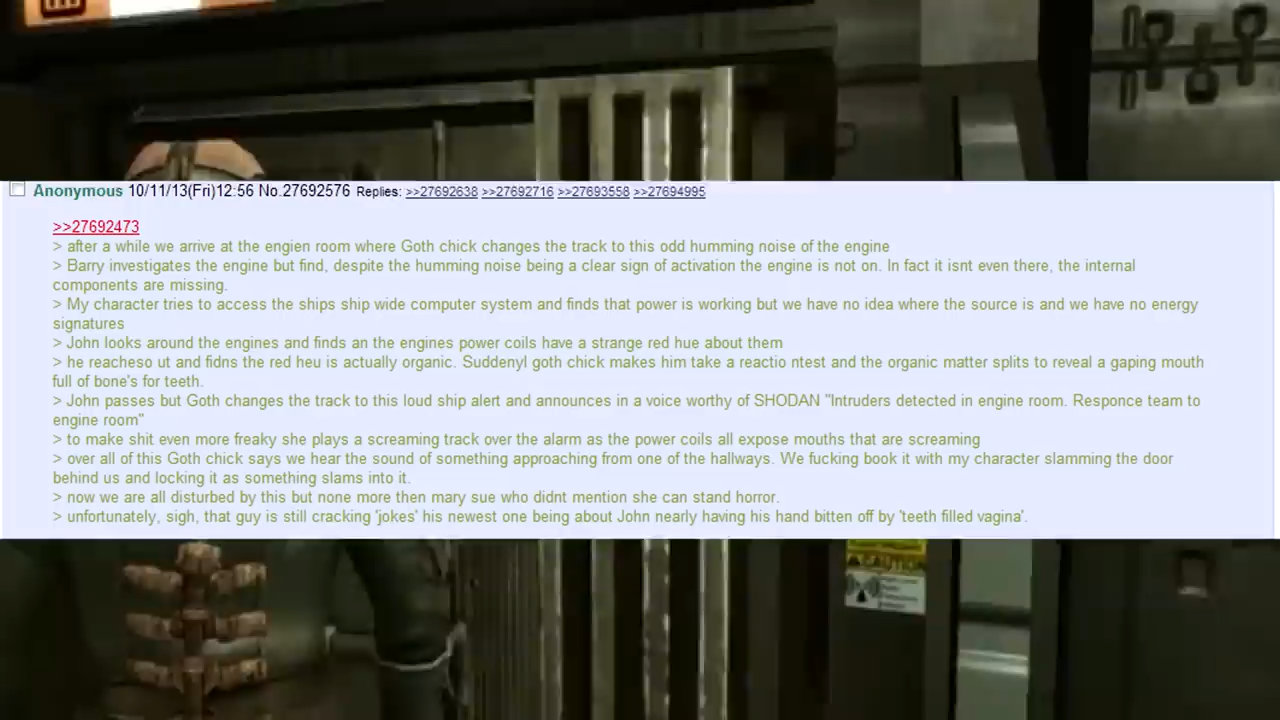 Anonymous 10/11/13(Fri)12:56 No.27692576 Replies: >>27692638 >>27692716 >>27693558 >>27694995
>>27692473
> after a while we arrive at the engien room where Goth chick changes the track to this odd humming noise of the engine
> Barry investigates the engine but find, despite the humming noise being a clear sign of activation the engine is not on. In fact it isnt even there, the internal
components are missing.
> My character tries to access the ships ship wide computer system and finds that power is working but we have no idea where the source is and we have no energy
signatures
> John looks around the engines and finds an the engines power coils have a strange red hue about them
> he reacheso ut and fidns the red heu is actually organic. Suddenyl goth chick makes him take a reactio ntest and the organic matter splits to reveal a gaping mouth
full of bone's for teeth.
> John passes but Goth changes the track to this loud ship alert and announces in a voice worthy of SHODAN "Intruders detected in engine room. Responce team to
engine room"
> to make shit even more freaky she plays a screaming track over the alarm as the power coils all expose mouths that are screaming
> over all of this Goth chick says we hear the sound of something approaching from one of the hallways. We fucking book it with my character slamming the door
behind us and locking it as something slams into it.
> now we are all disturbed by this but none more then mary sue who didnt mention she can stand horror.
> unfortunately, sigh, that guy is still cracking 'jokes' his newest one being about John nearly having his hand bitten off by 'teeth filled vagina'.
CAUTION